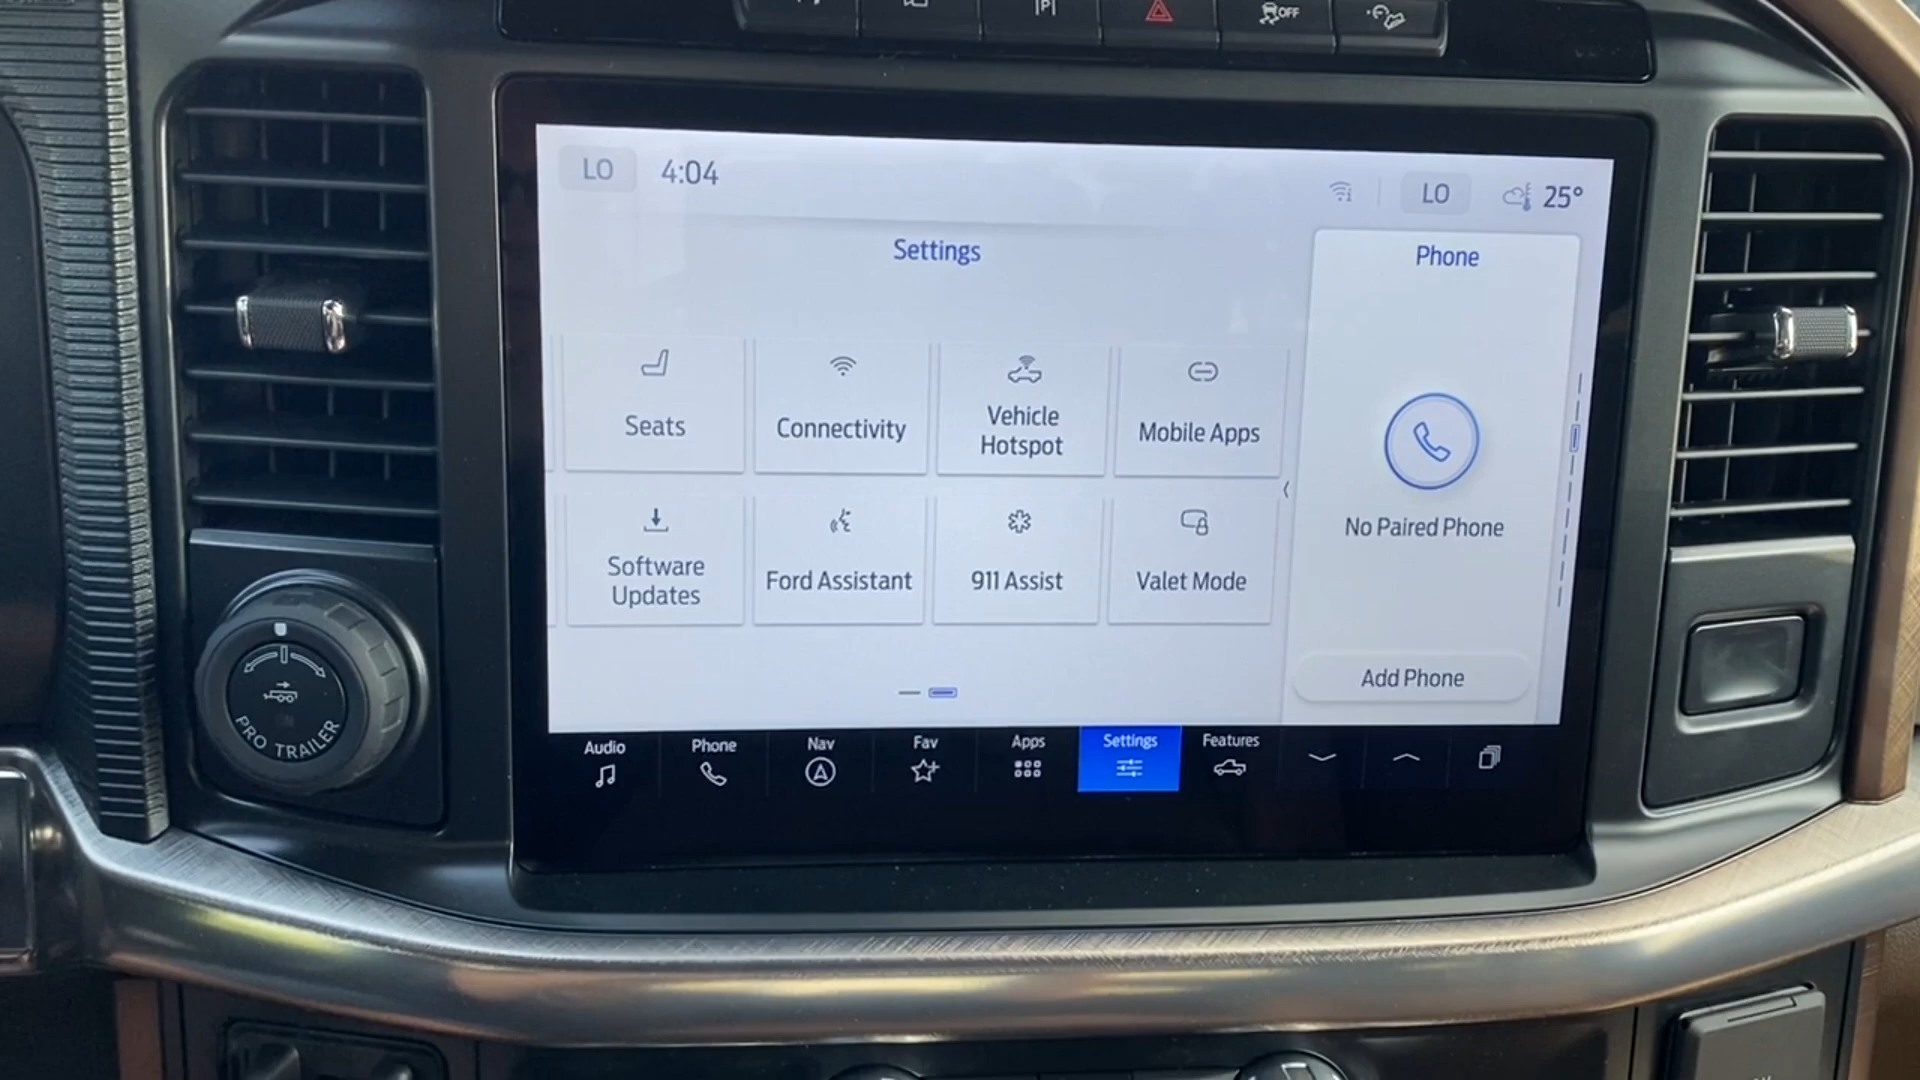 OFF
LO 4:04
LO 25°
Settings
Phone
Seats
Connectivity
Vehicle
Hotspot
Mobile Apps
Software
Updates
Ford Assistant
911 Assist
Valet Mode
No Paired Phone
Add Phone
Audio
Phone
Nav
Fav
Apps
Settings
Features
PRO TRAILER